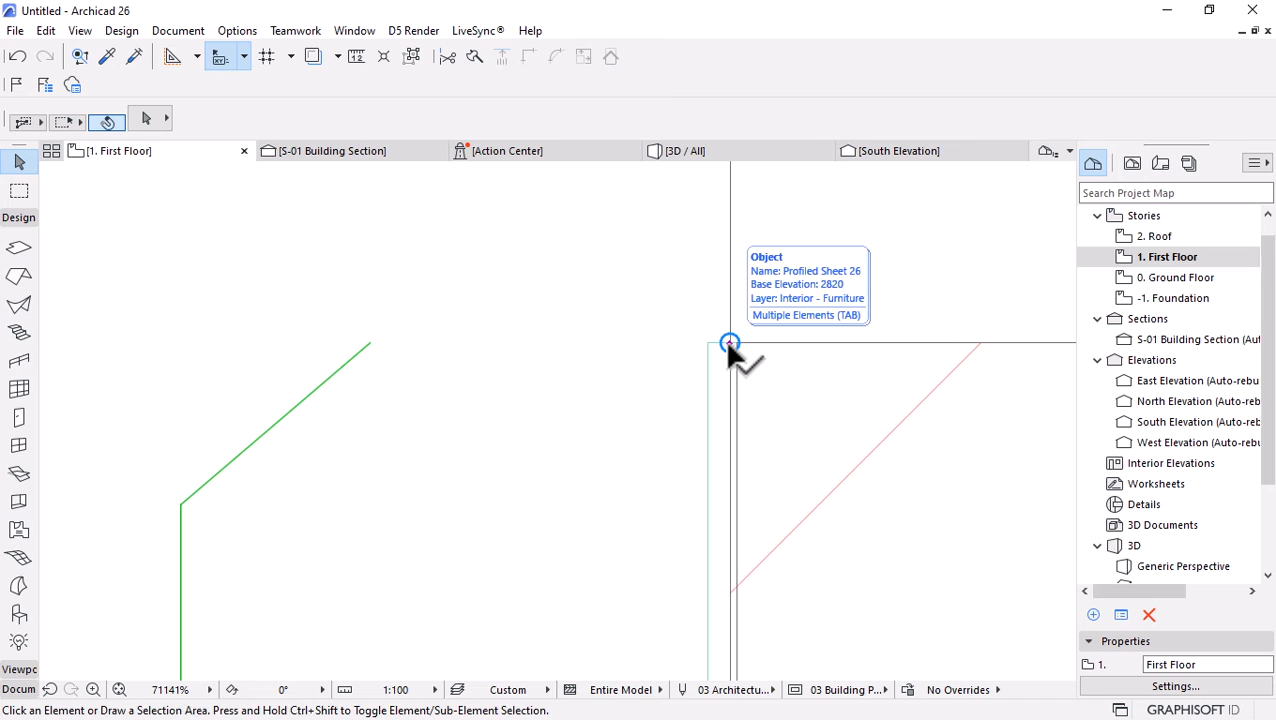 Untitled - Archicad 26
File Edit View Design Document Options Teamwork Window D5 Render LiveSync® Help
[1. First Floor] [S-01 Building Section] [Action Center] [3D / All] [South Elevation]
Search Project Map
Design
Stories
2. Roof
1. First Floor
0. Ground Floor
-1. Foundation
Sections
S-01 Building Section (Aut
Elevations
East Elevation (Auto-rebu
North Elevation (Auto-reb
South Elevation (Auto-reb
West Elevation (Auto-rebu
Interior Elevations
Worksheets
Details
3D Documents
3D
Generic Perspective
Object
Name: Profiled Sheet 26
Base Elevation: 2820
Layer: Interior - Furniture
Multiple Elements (TAB)
Properties
1. First Floor
Settings...
Viewpc
Docum
71141% 0° 1:100 Custom Entire Model 03 Architectu... 03 Building P... No Overrides
Click an Element or Draw a Selection Area. Press and Hold Ctrl+Shift to Toggle Element/Sub-Element Selection.
GRAPHISOFT ID